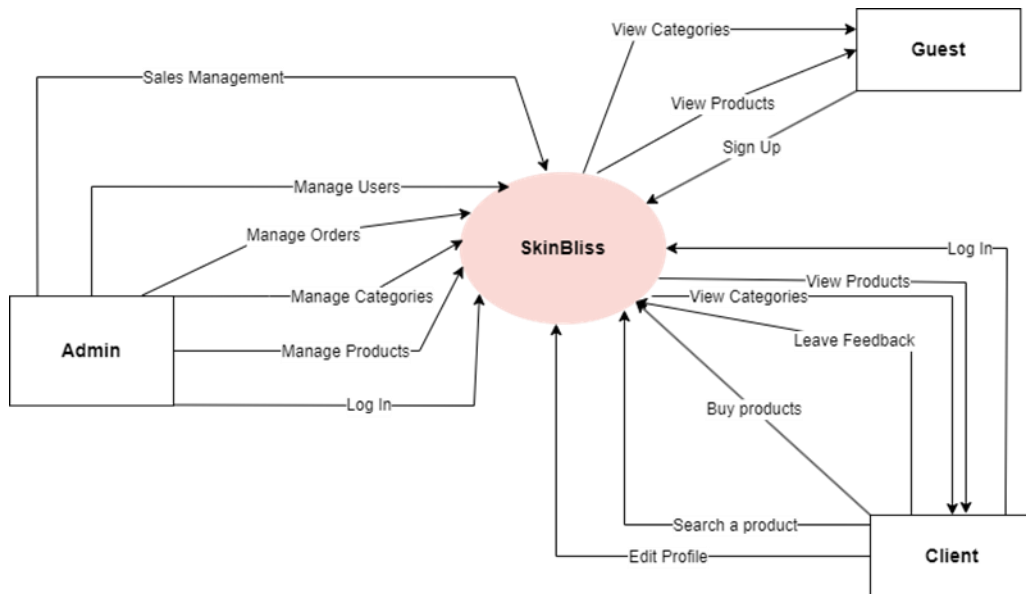 View Categories
Guest
Sales Management
View Products
Sign Up
Manage Users
Manage Orders
SkinBliss
Log In
View Products
Manage Categories
View Categories
Admin
Manage Products
Leave Feedback
Log In
Buy products
Search a product
Edit Profile
Client